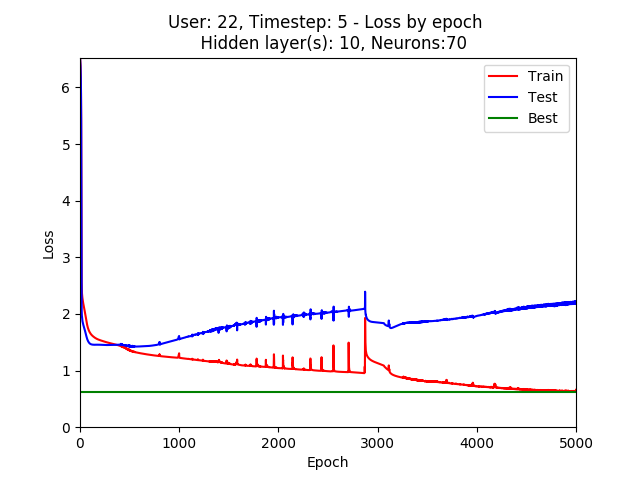 User: 22, Timestep: 5 - Loss by epoch
Hidden layer(s): 10, Neurons:70
Train
Test
Best
6
5
4
3
2
1
0
Loss
0 1000 2000 3000 4000 5000
Epoch